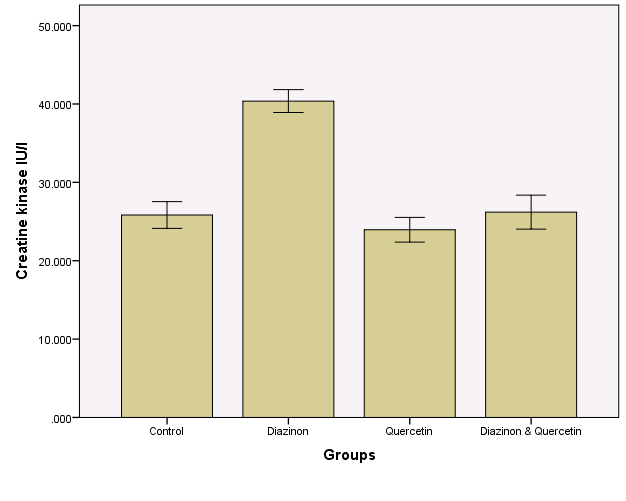 50.000
40.000
30.000
20.000
10.000
.000
Creatine kinase IU/l
Control Diazinon Quercetin Diazinon & Quercetin
Groups